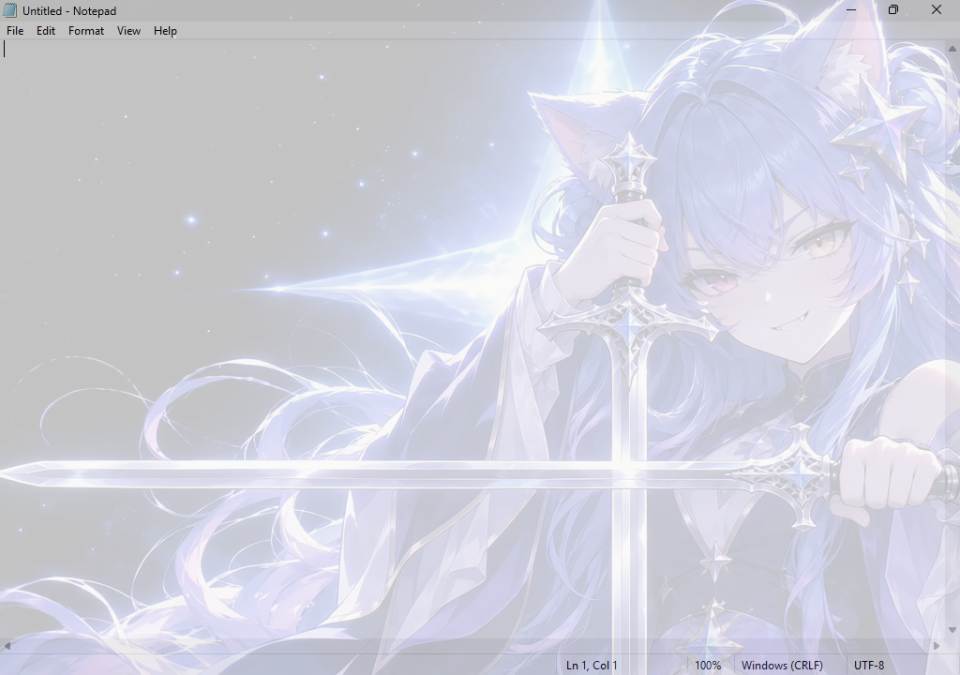 Untitled - Notepad
File Edit Format View Help
Ln 1, Col 1 100% Windows (CRLF) UTF-8